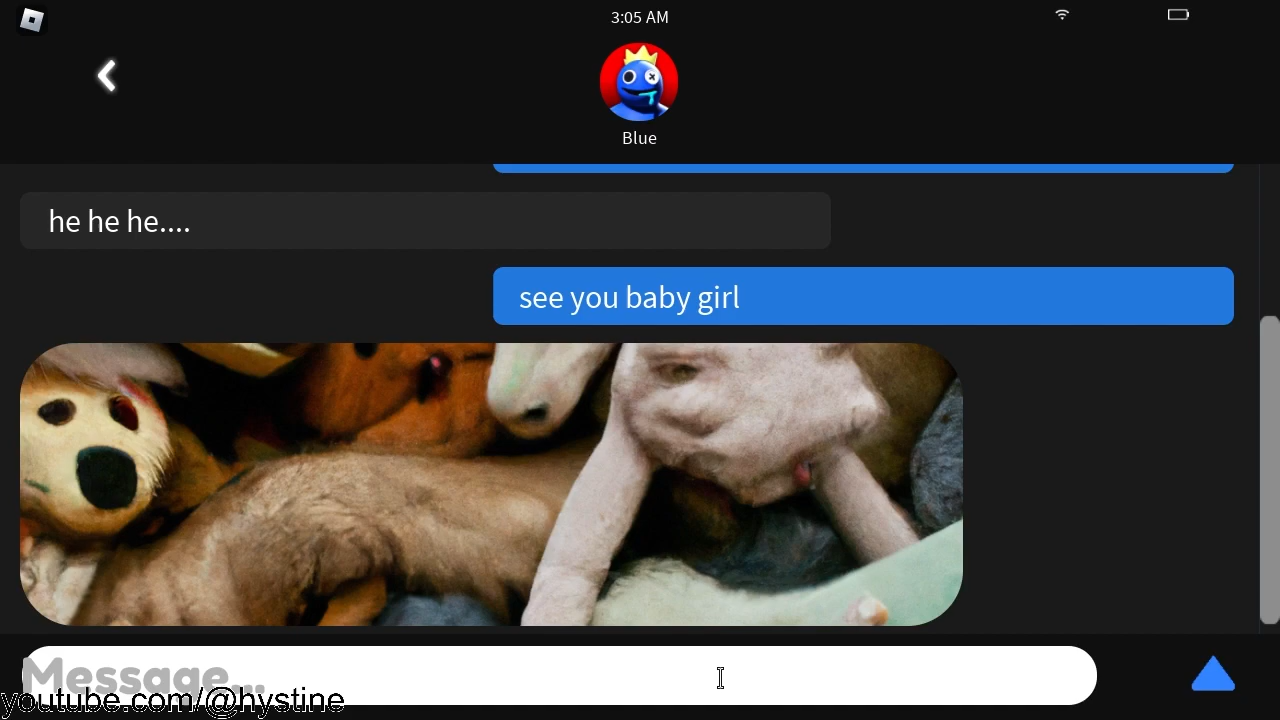 3:05 AM
Blue
he he he....
see you baby girl
Message...
youtube.com/@hystine